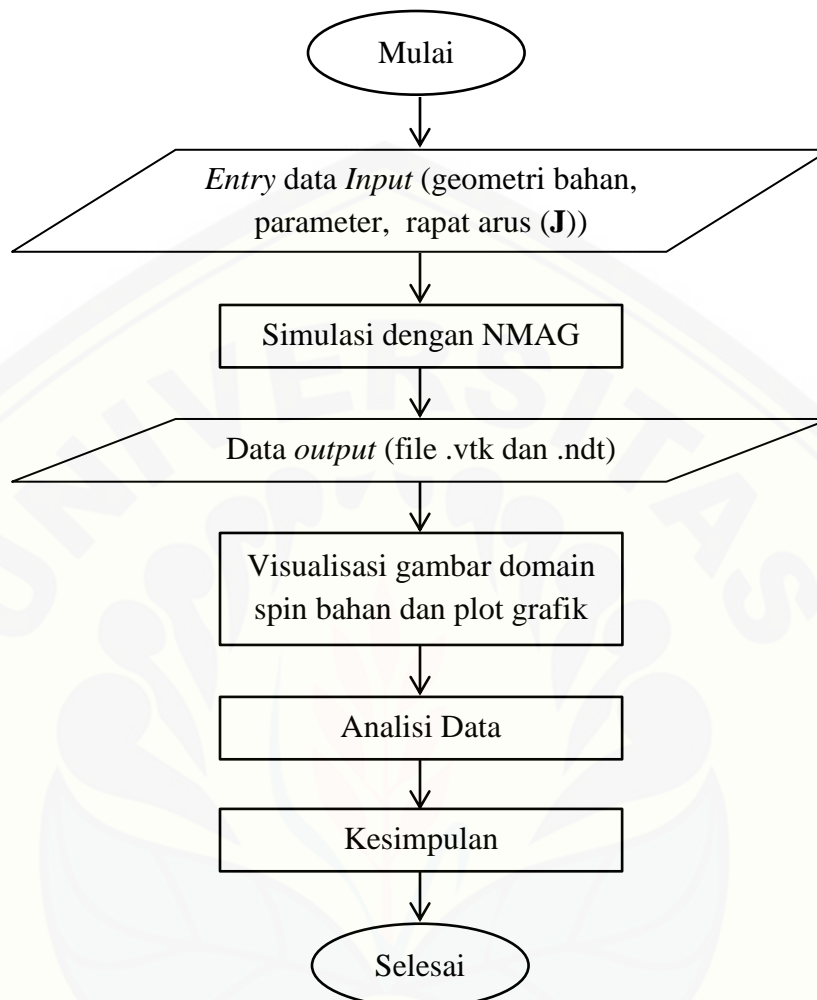 Mulai
Entry data Input (geometri bahan,
parameter, rapat arus (J))
Simulasi dengan NMAG
Data output (file .vtk dan .ndt)
Visualisasi gambar domain
spin bahan dan plot grafik
Analisi Data
Kesimpulan
Selesai
UNIVERSITAS